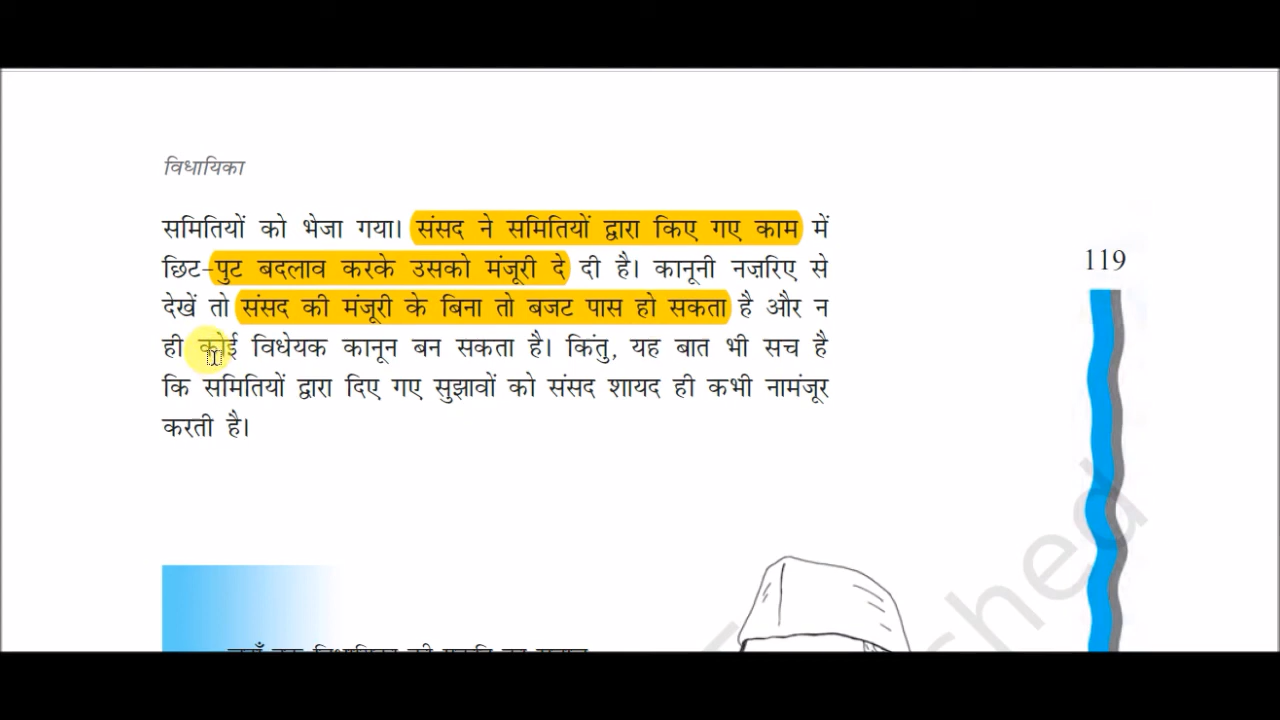 विधायिका
समितियों को भेजा गया। संसद ने समितियों द्वारा किए गए काम में
छिट-पुट बदलाव करके उसको मंजूरी दे दी है। कानूनी नज़रिए से
देखें तो संसद की मंजूरी के बिना तो बजट पास हो सकता है और न
ही कोई विधेयक कानून बन सकता है। किंतु, यह बात भी सच है
कि समितियों द्वारा दिए गए सुझावों को संसद शायद ही कभी नामंजूर
करती है।
119
shed